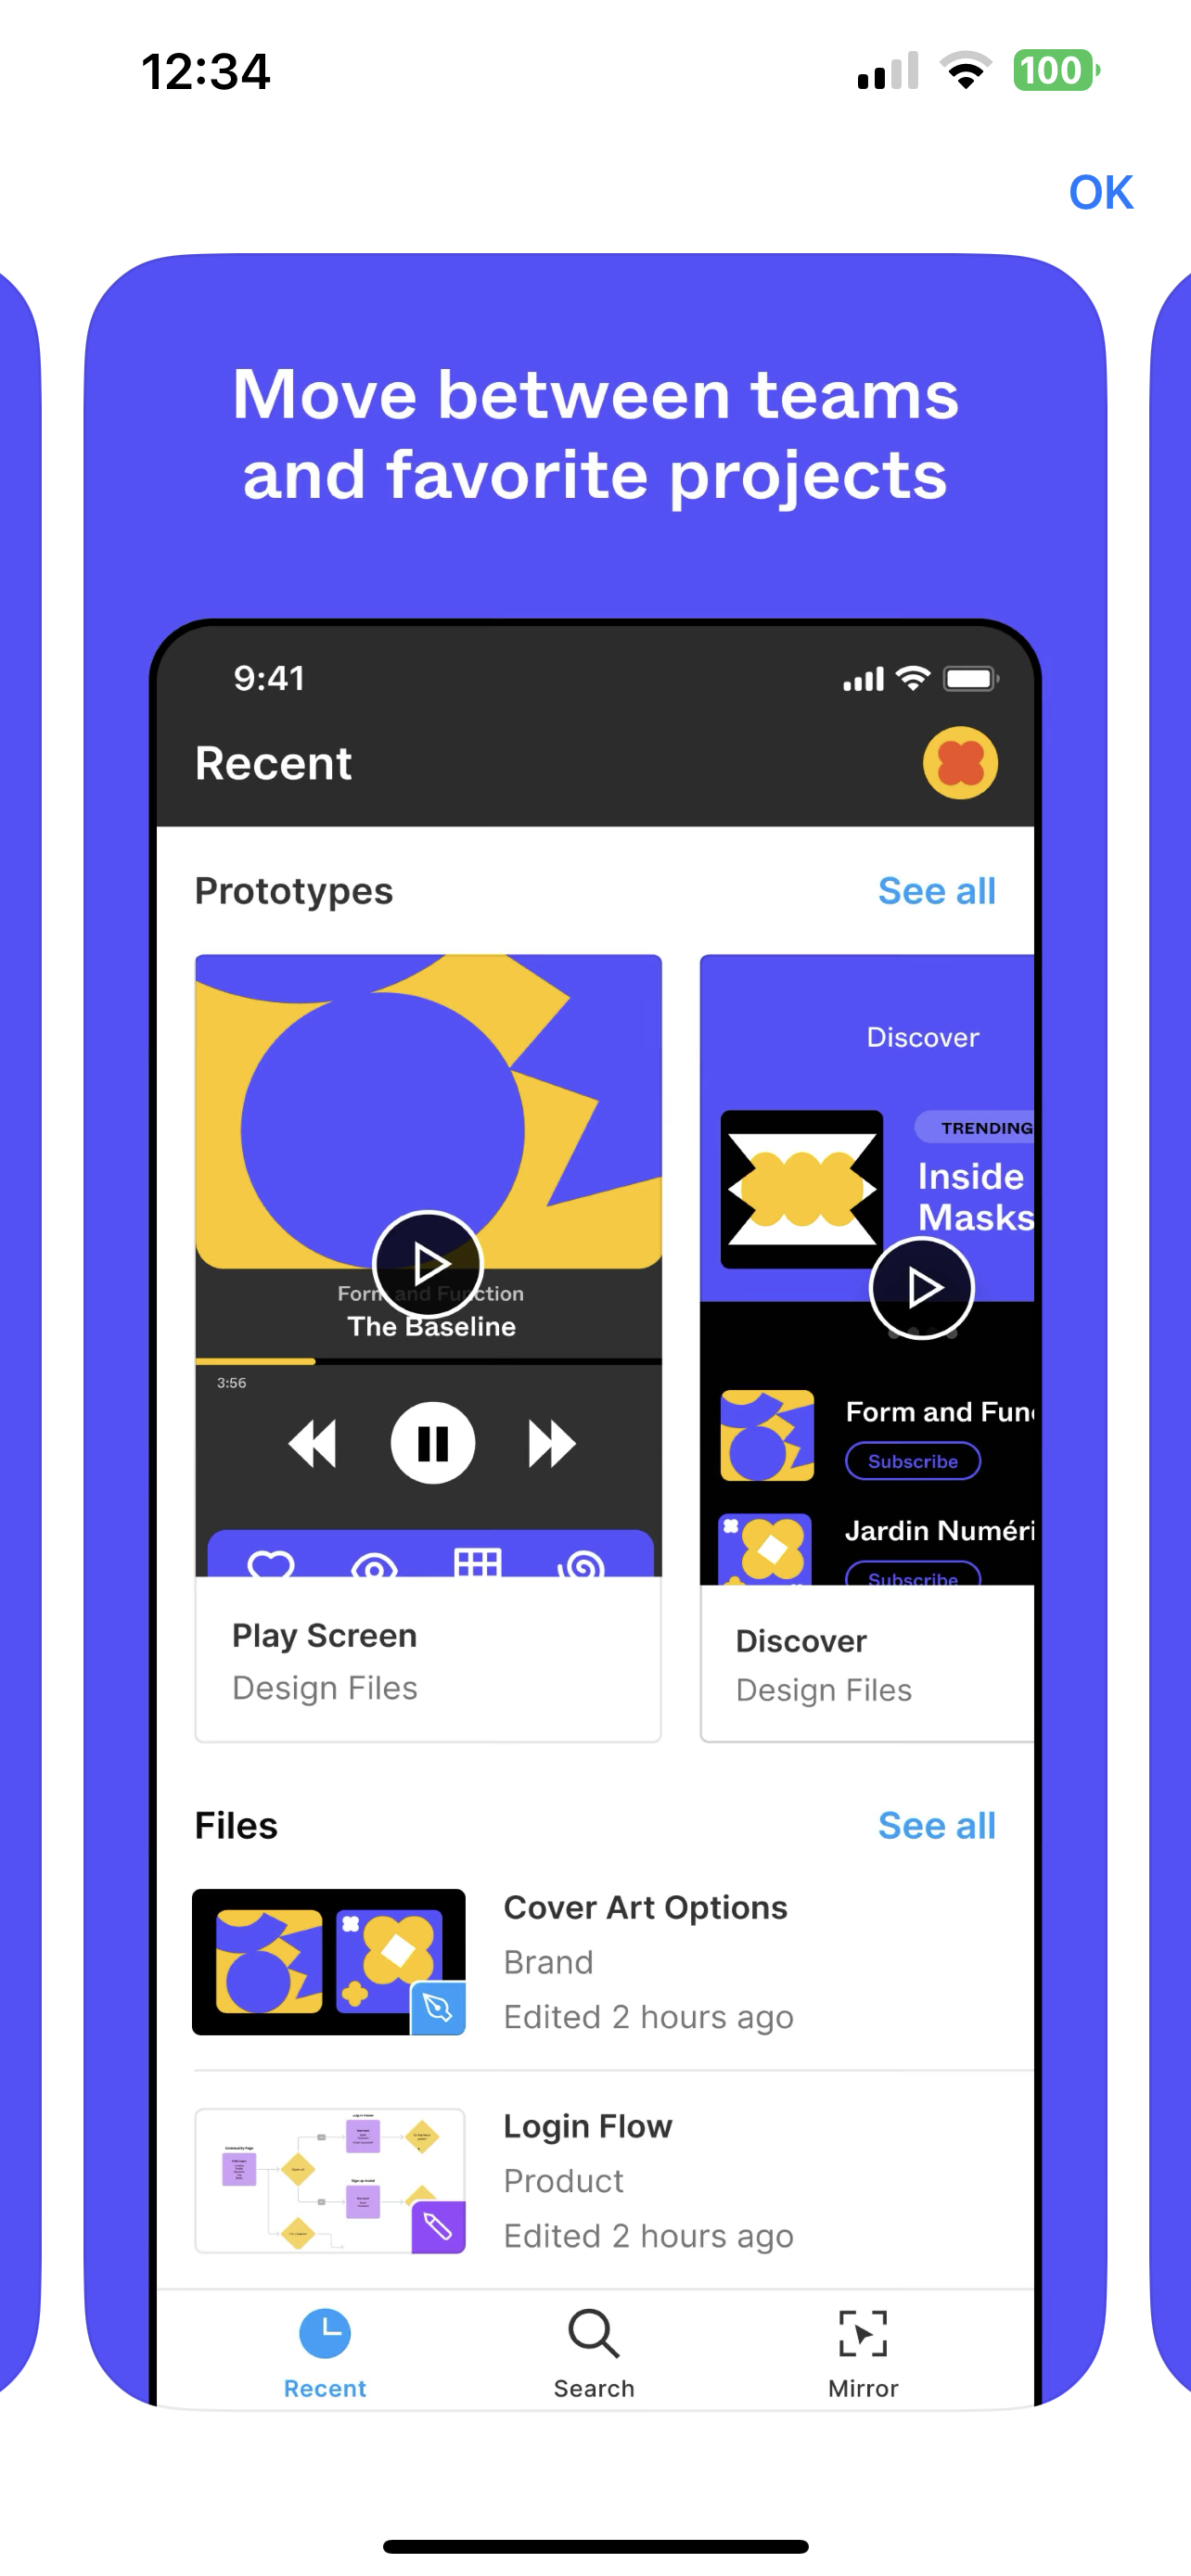 12:34
100
OK
Move between teams
and favorite projects
9:41
Recent
Prototypes
See all
Form and Function
The Baseline
3:56
Discover
TRENDING
Inside
Masks
Form and Fun
Subscribe
Jardin Numéri
Subscribe
Play Screen
Design Files
Discover
Design Files
Files
See all
Cover Art Options
Brand
Edited 2 hours ago
Login Flow
Product
Edited 2 hours ago
Recent
Search
Mirror